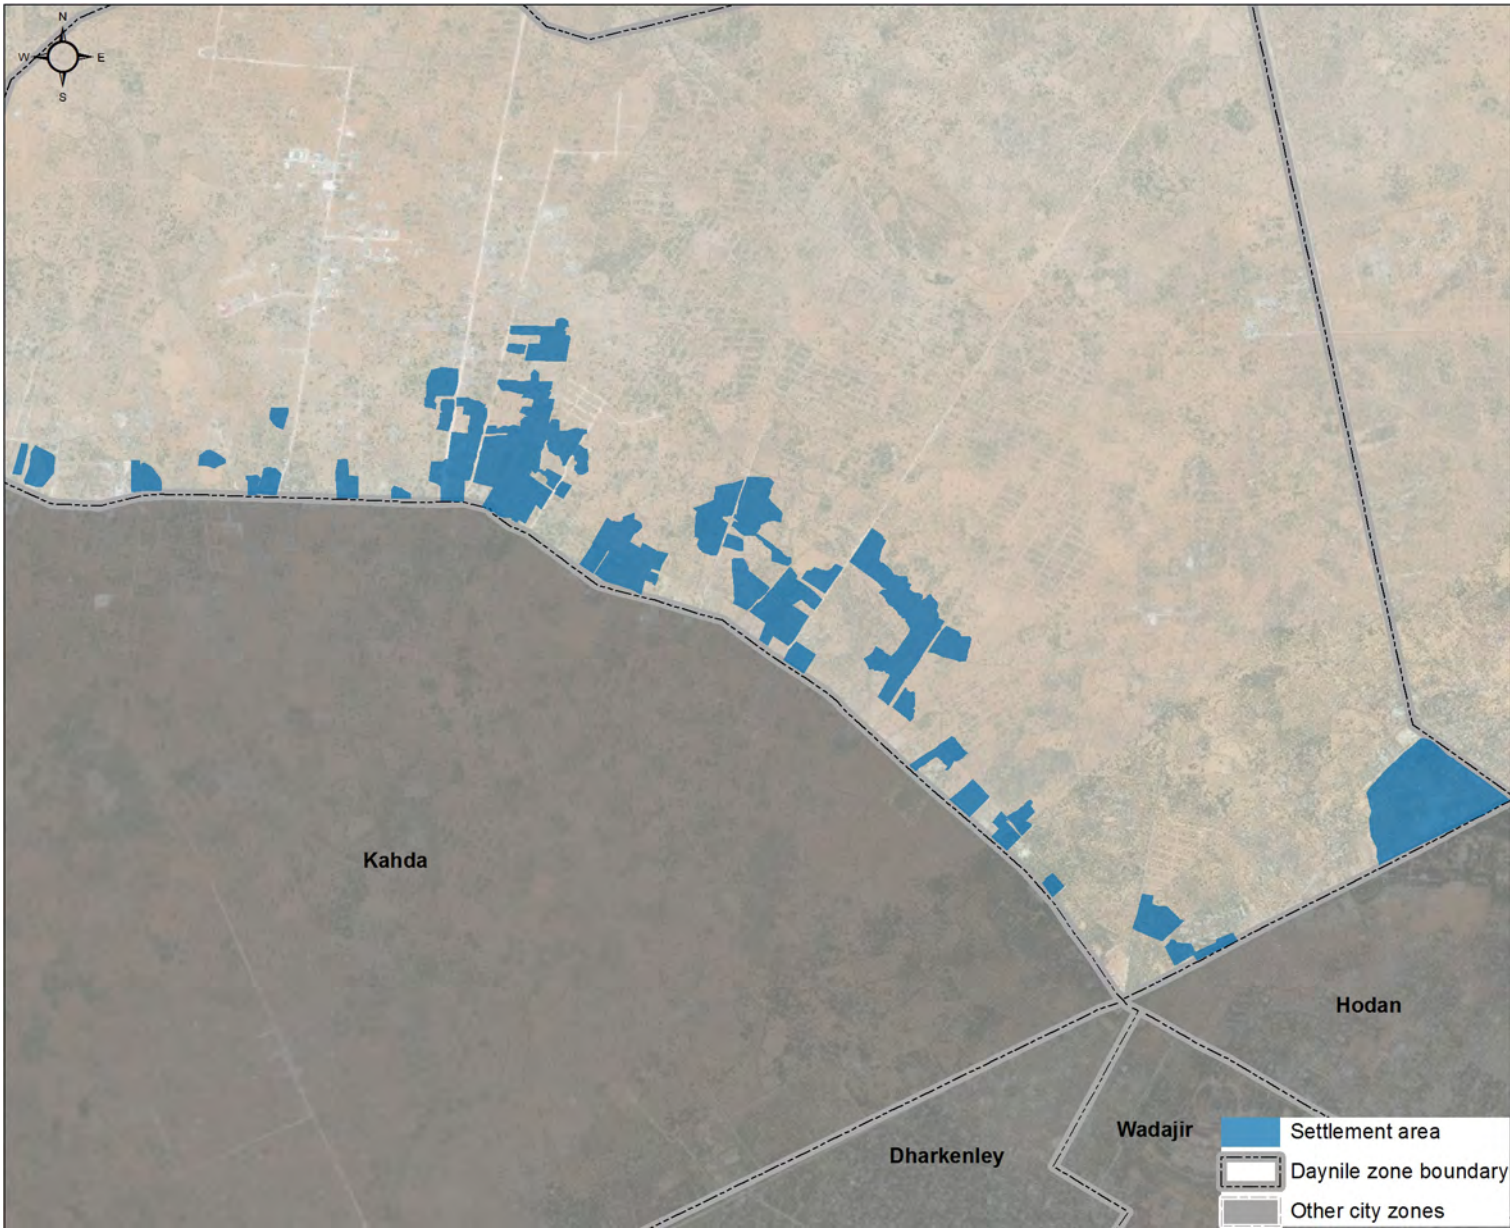 N
W E
S
Kahda
Hodan
Wadajir
Dharkenley
Settlement area
Daynile zone boundary
Other city zones